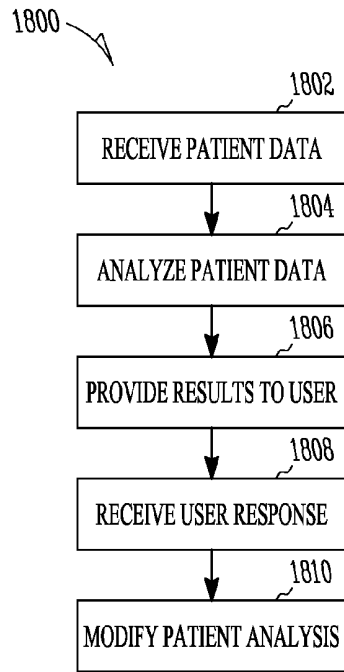 1800
1802
RECEIVE PATIENT DATA
1804
ANALYZE PATIENT DATA
1806
PROVIDE RESULTS TO USER
1808
RECEIVE USER RESPONSE
1810
MODIFY PATIENT ANALYSIS